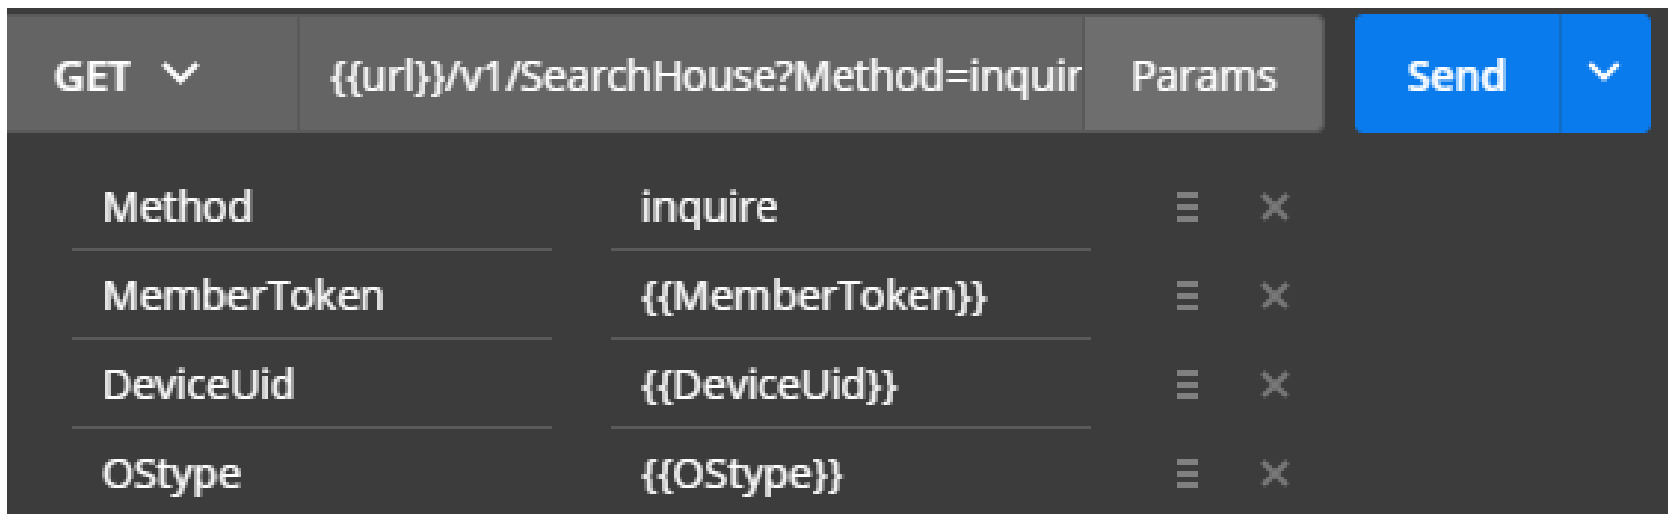 GET {{url}}/v1/SearchHouse?Method=inquir Params Send
Method inquire
MemberToken {{MemberToken}}
DeviceUid {{DeviceUid}}
OStype {{OStype}}